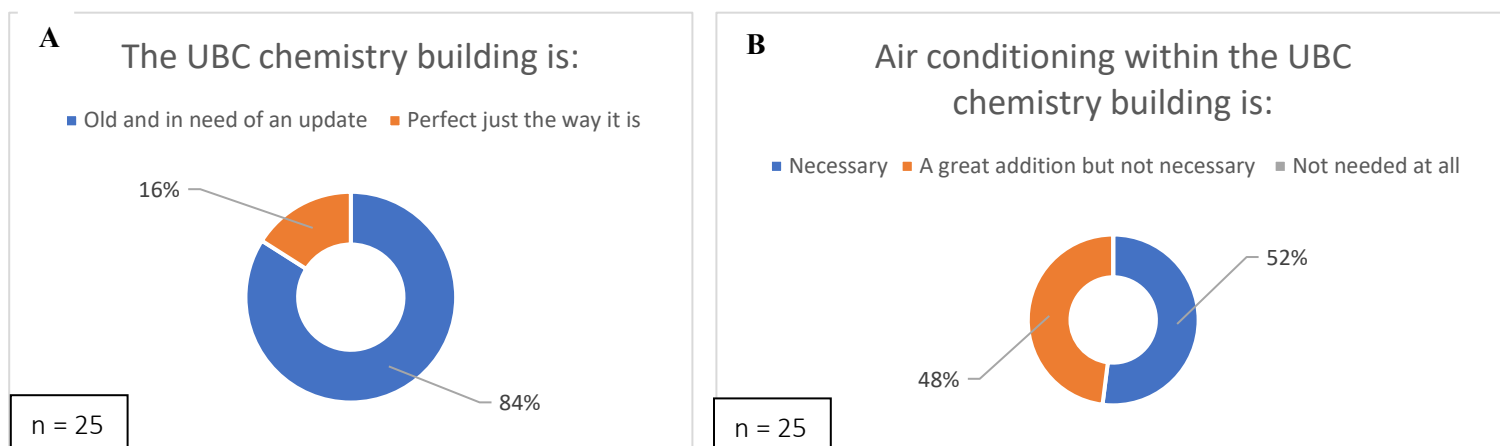 A
The UBC chemistry building is:
Old and in need of an update
Perfect just the way it is
16%
84%
n = 25
B
Air conditioning within the UBC
chemistry building is:
Necessary
A great addition but not necessary
Not needed at all
52%
48%
n = 25